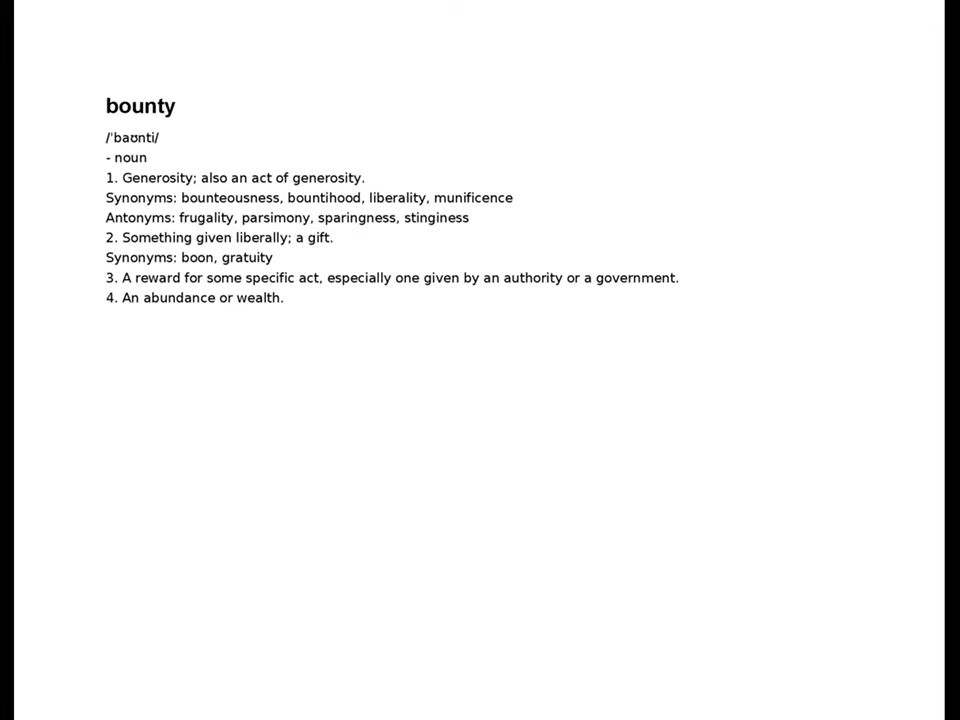 bounty
/ˈbaʊnti/
- noun
1. Generosity; also an act of generosity.
Synonyms: bounteousness, bountihood, liberality, munificence
Antonyms: frugality, parsimony, sparingness, stinginess
2. Something given liberally; a gift.
Synonyms: boon, gratuity
3. A reward for some specific act, especially one given by an authority or a government.
4. An abundance or wealth.